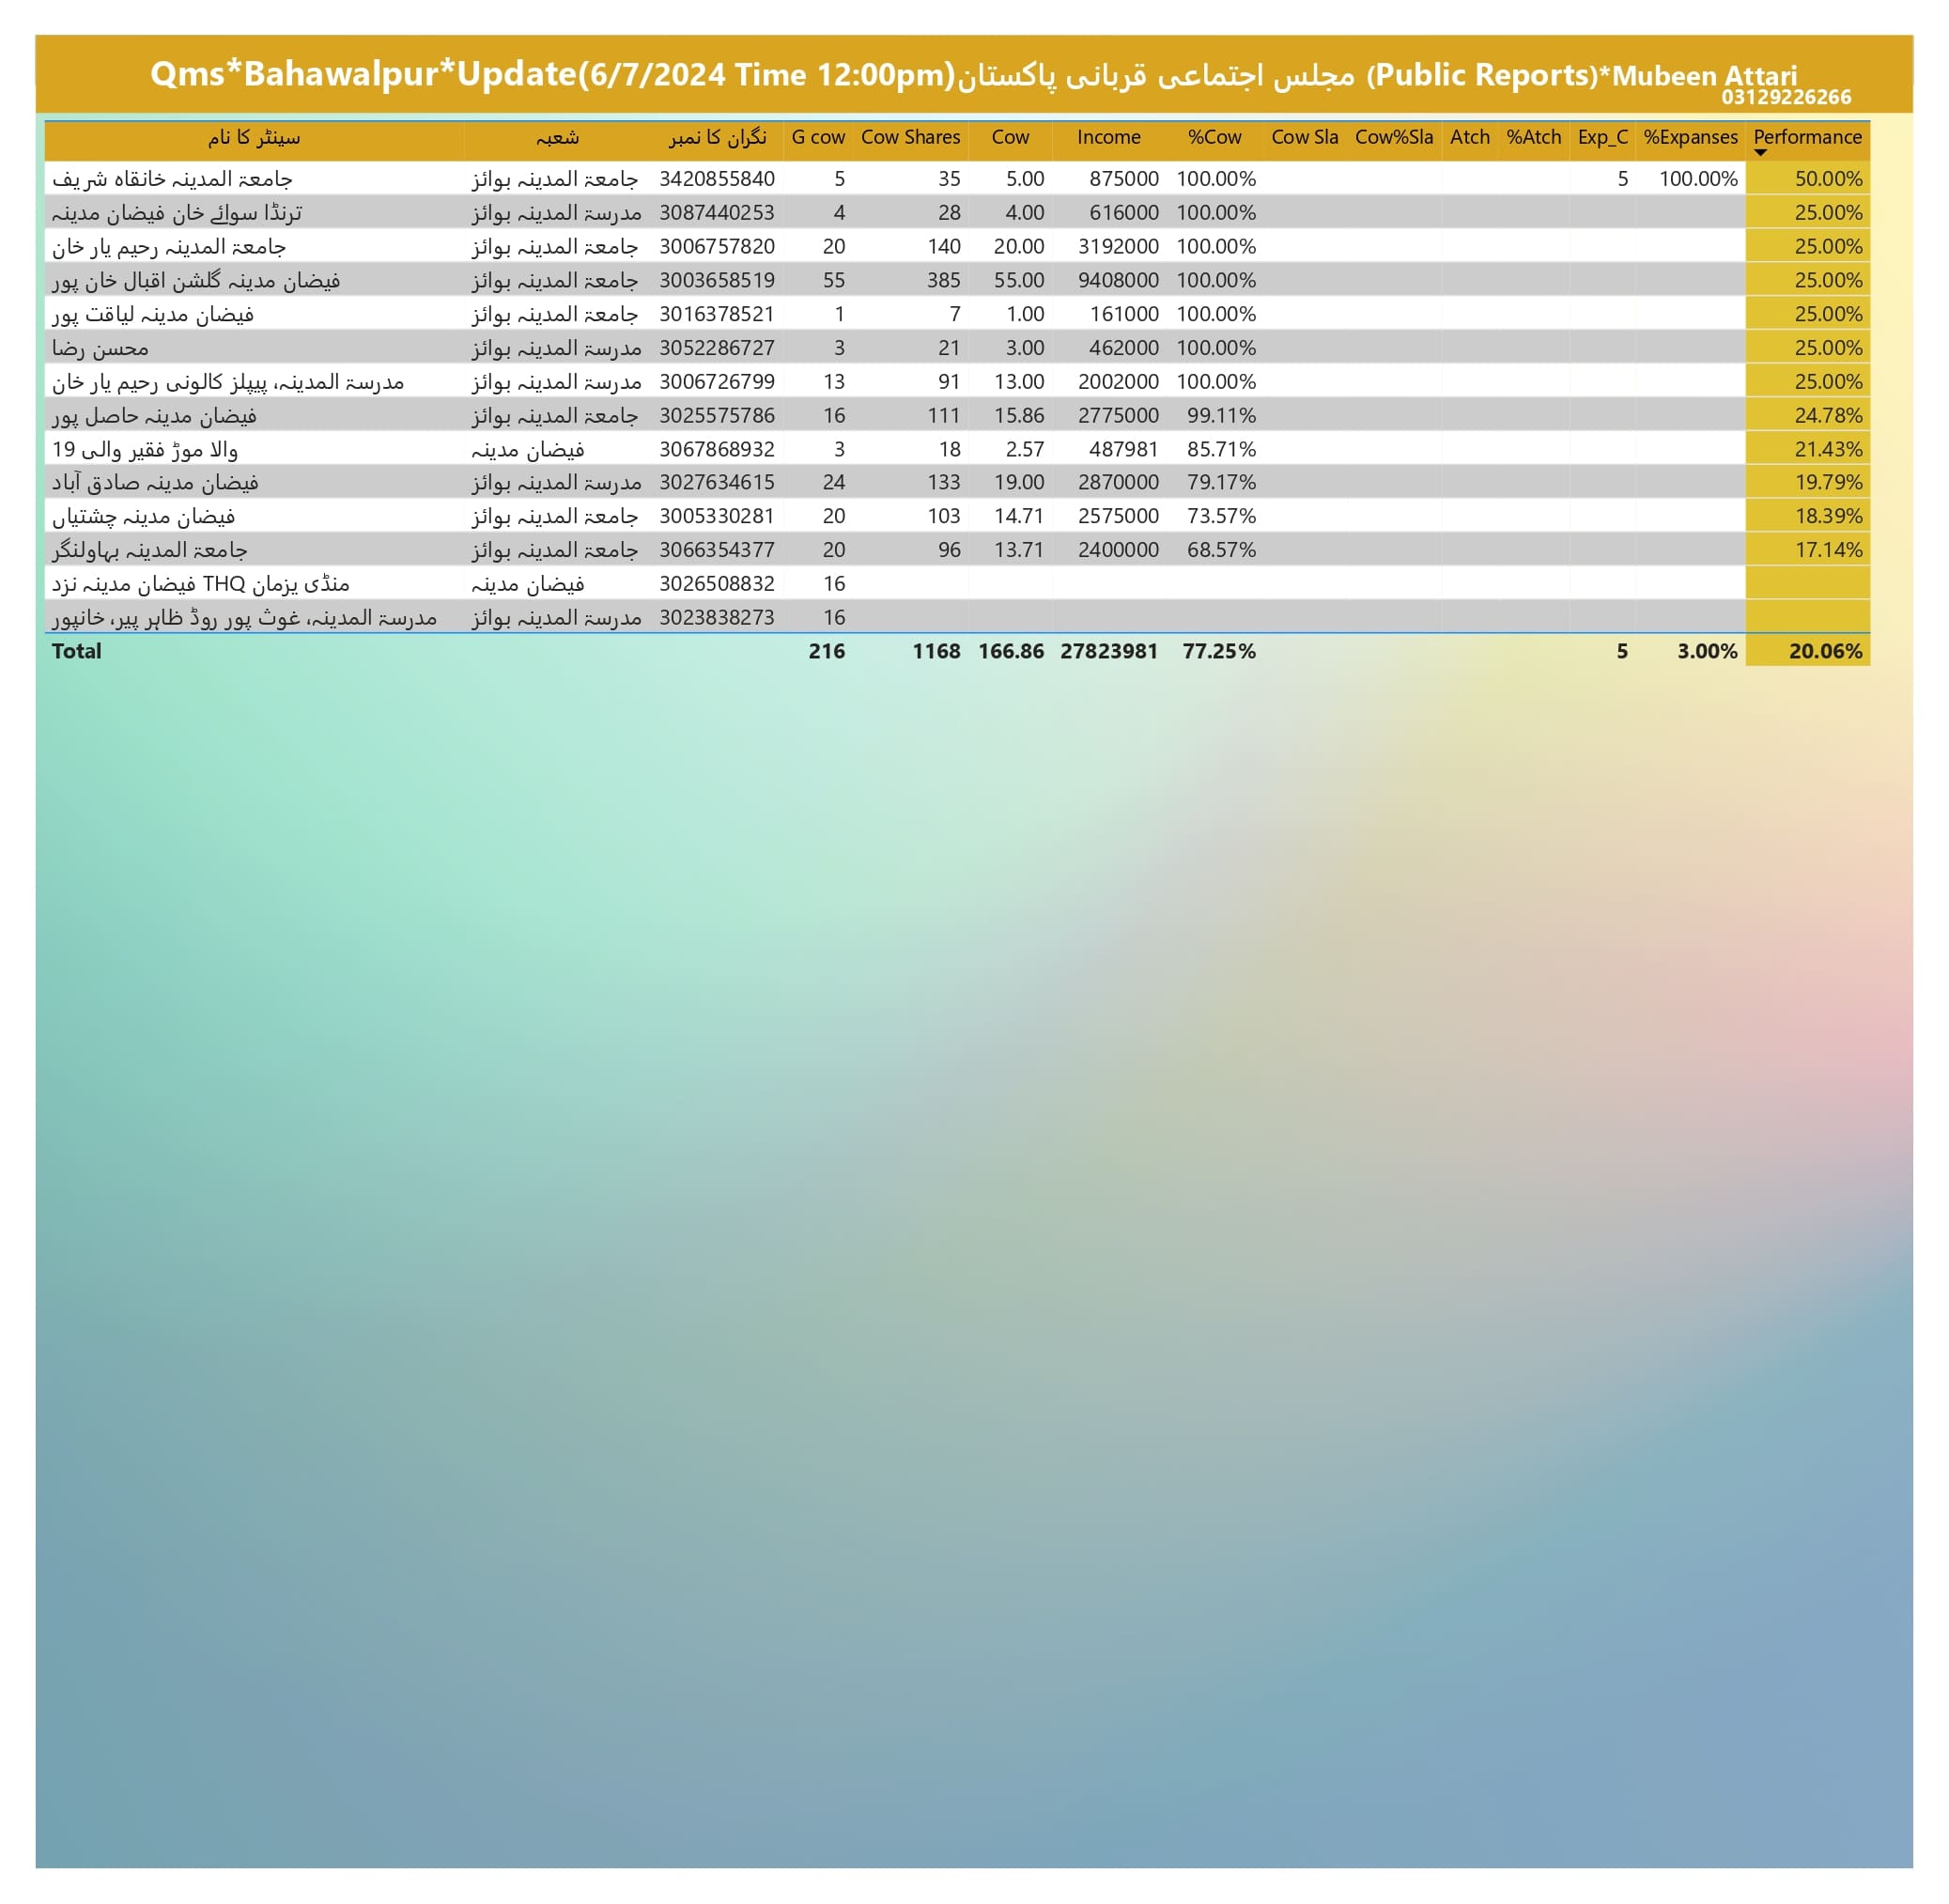 Qms*Bahawalpur*Update(6/7/2024 Time 12:00pm)مجلس اجتماعی قربانی پاکستان (Public Reports)*Mubeen Attari
03129226266
سینٹر کا نام شعبہ نگران کا نمبر G cow Cow Shares Cow Income %Cow Cow Sla Cow%Sla Atch %Atch Exp_C %Expanses Performance
جامعۃ المدینہ خانقاہ شریف جامعۃ المدینہ بوائز 3420855840 5 35 5.00 875000 100.00% 5 100.00% 50.00%
ترنڈا سوائے خان فیضان مدینہ مدرسۃ المدینہ بوائز 3087440253 4 28 4.00 616000 100.00% 25.00%
جامعۃ المدینہ رحیم یار خان جامعۃ المدینہ بوائز 3006757820 20 140 20.00 3192000 100.00% 25.00%
فیضان مدینہ گلشن اقبال خان پور جامعۃ المدینہ بوائز 3003658519 55 385 55.00 9408000 100.00% 25.00%
فیضان مدینہ لیاقت پور جامعۃ المدینہ بوائز 3016378521 1 7 1.00 161000 100.00% 25.00%
محسن رضا مدرسۃ المدینہ بوائز 3052286727 3 21 3.00 462000 100.00% 25.00%
مدرسۃ المدینہ، پیپلز کالونی رحیم یار خان مدرسۃ المدینہ بوائز 3006726799 13 91 13.00 2002000 100.00% 25.00%
فیضان مدینہ حاصل پور جامعۃ المدینہ بوائز 3025575786 16 111 15.86 2775000 99.11% 24.78%
19 والا موڑ فقیر والی فیضان مدینہ 3067868932 3 18 2.57 487981 85.71% 21.43%
فیضان مدینہ صادق آباد مدرسۃ المدینہ بوائز 3027634615 24 133 19.00 2870000 79.17% 19.79%
فیضان مدینہ چشتیاں جامعۃ المدینہ بوائز 3005330281 20 103 14.71 2575000 73.57% 18.39%
جامعۃ المدینہ بہاولنگر جامعۃ المدینہ بوائز 3066354377 20 96 13.71 2400000 68.57% 17.14%
فیضان مدینہ نزد THQ منڈی یزمان فیضان مدینہ 3026508832 16
مدرسۃ المدینہ، غوث پور روڈ ظاہر پیر، خانپور مدرسۃ المدینہ بوائز 3023838273 16
Total 216 1168 166.86 27823981 77.25% 5 3.00% 20.06%